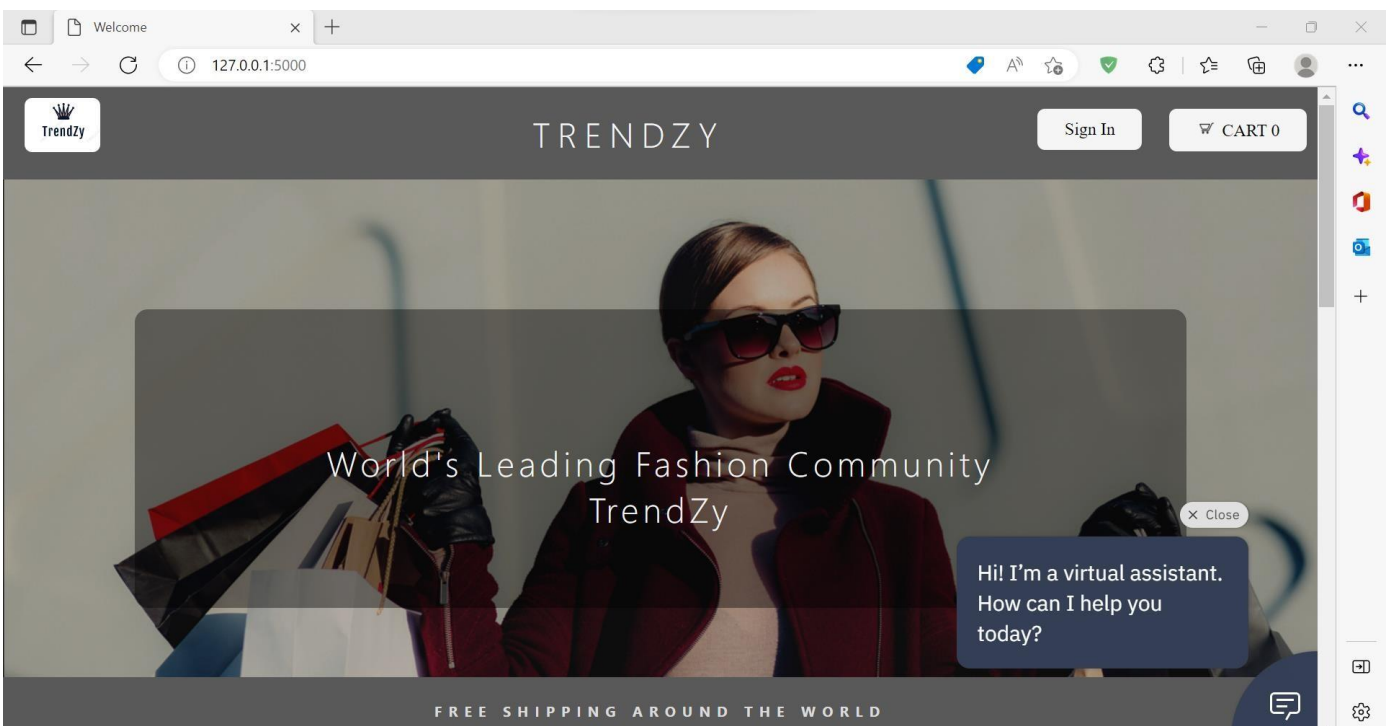 Welcome
127.0.0.1:5000
TrendZy
TRENDZY
Sign In
CART 0
World's Leading Fashion Community
TrendZy
× Close
Hi! I'm a virtual assistant.
How can I help you
today?
FREE SHIPPING AROUND THE WORLD